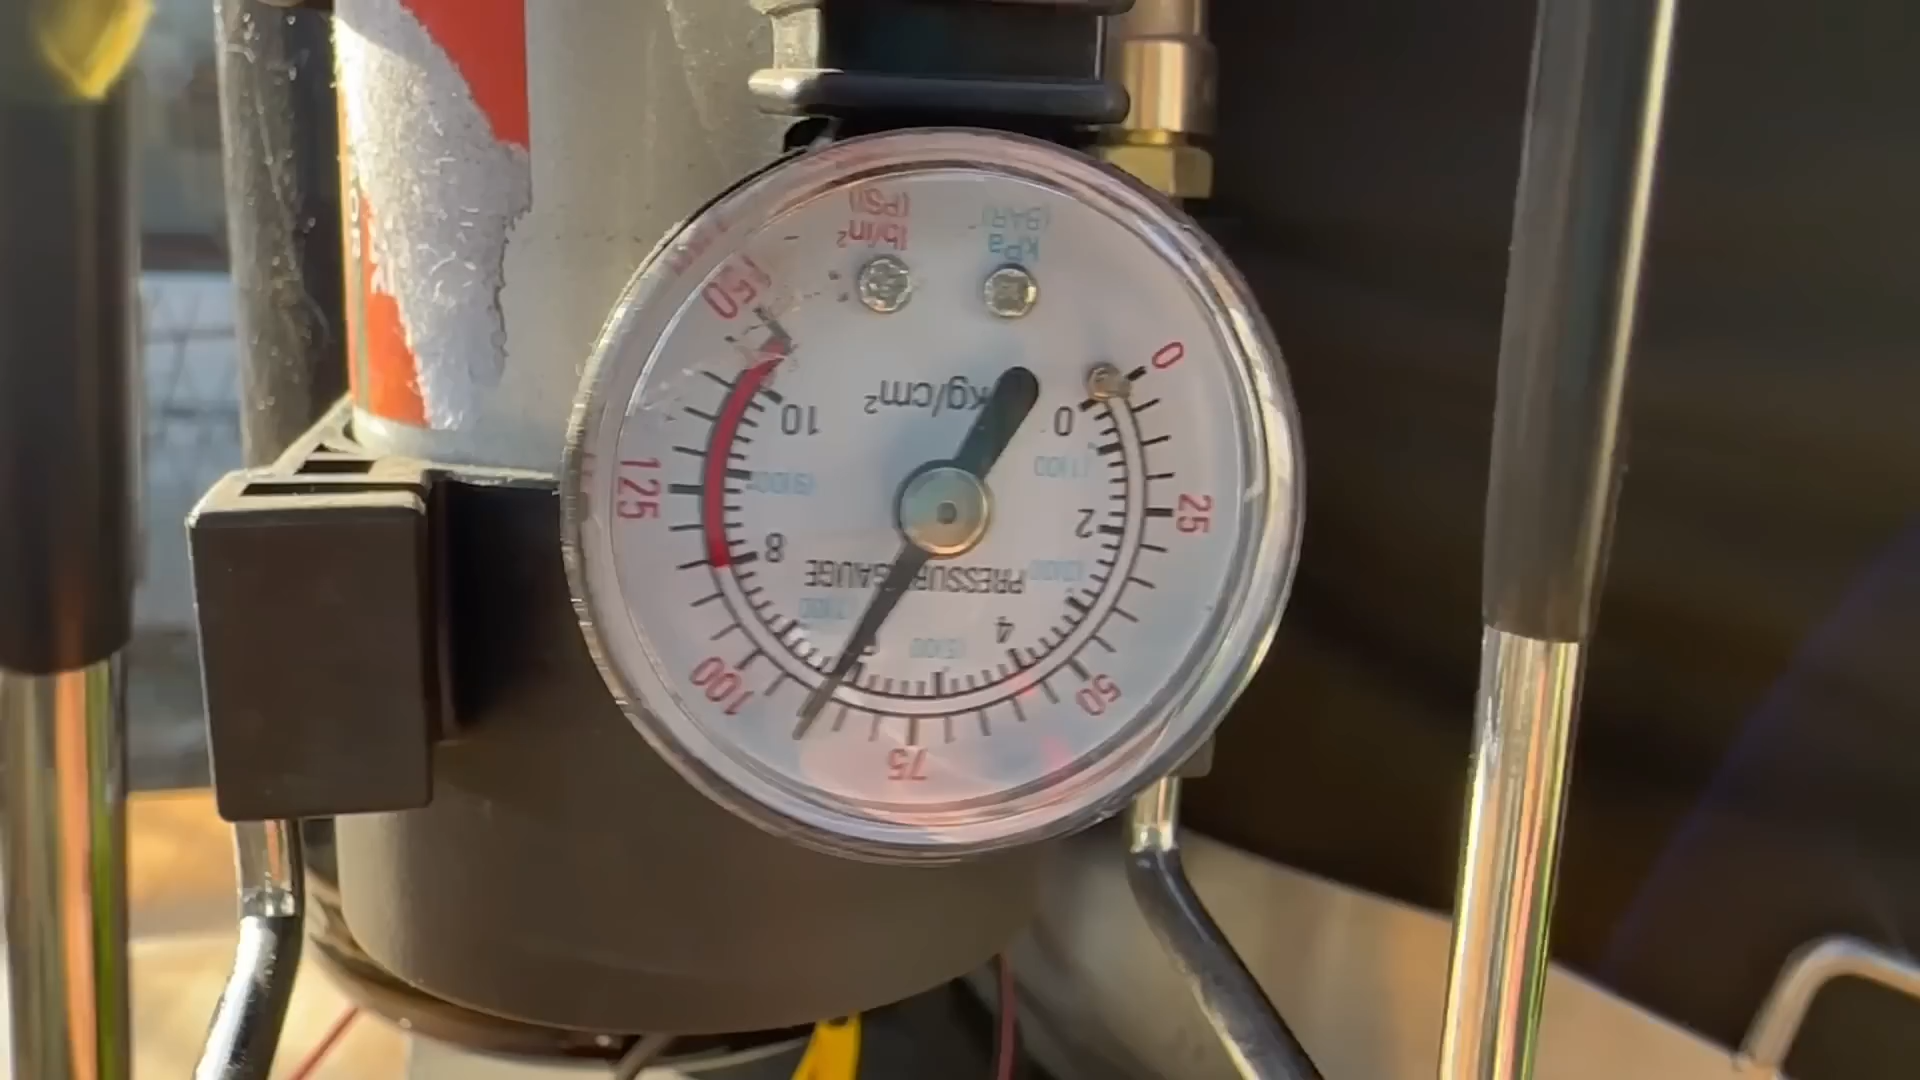 0
25
50
75
100
125
150
0
2
4
8
10
PRESSURE GAUGE
kg/cm²
kPa
(BAR)
lb/in²
(PSI)